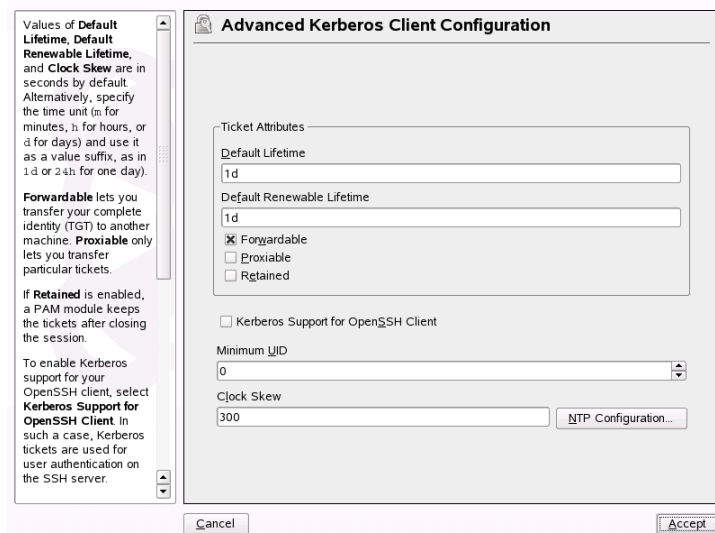 Values of Default
Lifetime, Default
Renewable Lifetime,
and Clock Skew are in
seconds by default.
Alternatively, specify
the time unit (m for
minutes, h for hours, or
d for days) and use it
as a value suffix, as in
1d or 24h for one day).
Forwardable lets you
transfer your complete
identity (TGT) to another
machine. Proxiable only
lets you transfer
particular tickets.
If Retained is enabled,
a PAM module keeps
the tickets after closing
the session.
To enable Kerberos
support for your
OpenSSH client, select
Kerberos Support for
OpenSSH Client. In
such a case, Kerberos
tickets are used for
user authentication on
the SSH server.
Advanced Kerberos Client Configuration
Ticket Attributes
Default Lifetime
1d
Default Renewable Lifetime
1d
Forwardable
Proxiable
Retained
Kerberos Support for OpenSSH Client
Minimum UID
0
Clock Skew
300
NTP Configuration...
Cancel
Accept